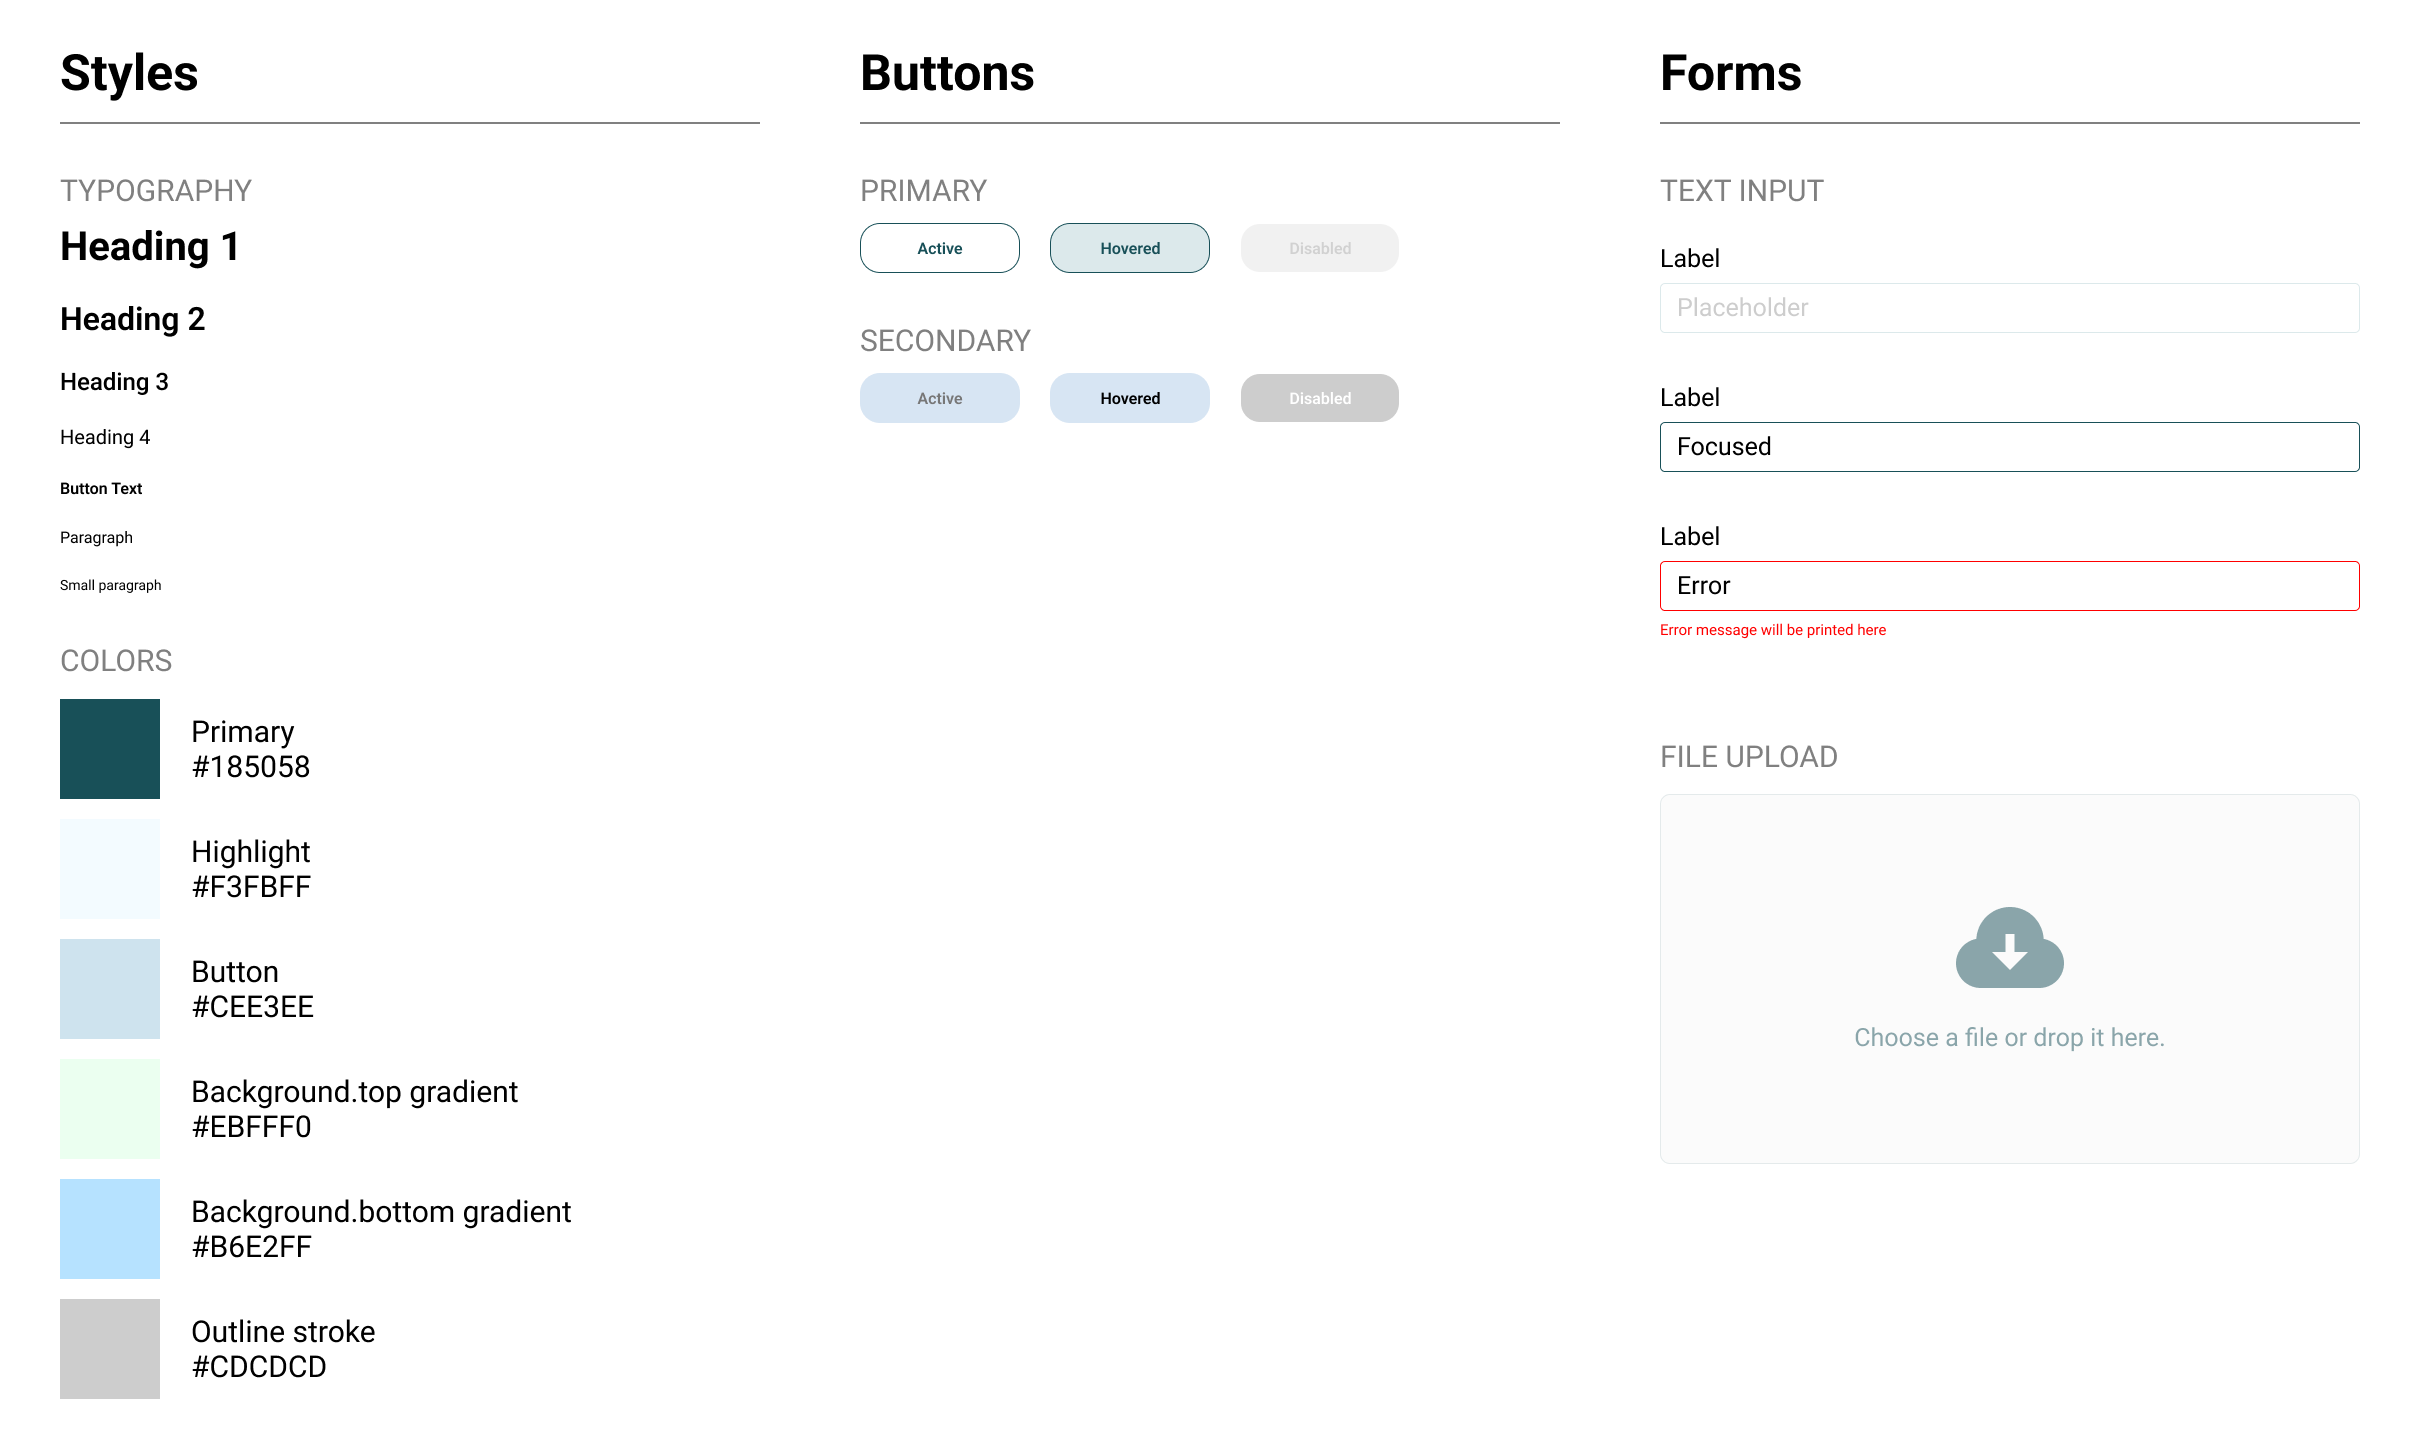 Styles
TYPOGRAPHY
Heading 1
Heading 2
Heading 3
Heading 4
Button Text
Paragraph
Small paragraph
COLORS
Primary
#185058
Highlight
#F3FBFF
Button
#CEE3EE
Background.top gradient
#EBFFF0
Background.bottom gradient
#B6E2FF
Outline stroke
#CDCDCD
Buttons
PRIMARY
Active Hovered Disabled
SECONDARY
Active Hovered Disabled
Forms
TEXT INPUT
Label
Placeholder
Label
Focused
Label
Error
Error message will be printed here
FILE UPLOAD
Choose a file or drop it here.